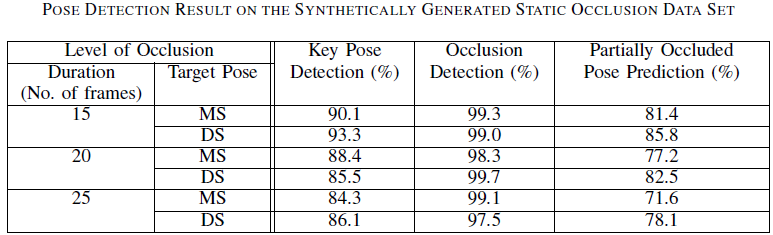 POSE DETECTION RESULT ON THE SYNTHETICALLY GENERATED STATIC OCCLUSION DATA SET
Level of Occlusion Key Pose Occlusion Partially Occluded
Duration Target Pose Detection (%) Detection (%) Pose Prediction (%)
(No. of frames)
15 MS 90.1 99.3 81.4
DS 93.3 99.0 85.8
20 MS 88.4 98.3 77.2
DS 85.5 99.7 82.5
25 MS 84.3 99.1 71.6
DS 86.1 97.5 78.1